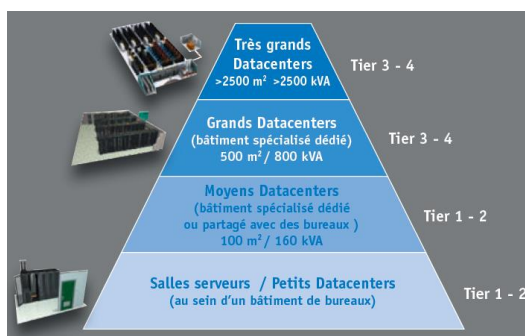 Très grands
Datacenters
>2500 m² >2500 kVA
Tier 3 - 4
Grands Datacenters
(bâtiment spécialisé dédié)
500 m² / 800 kVA
Tier 3 - 4
Moyens Datacenters
(bâtiment spécialisé dédié
ou partagé avec des bureaux )
100 m² / 160 kVA
Tier 1 - 2
Salles serveurs / Petits Datacenters
(au sein d'un bâtiment de bureaux)
Tier 1 - 2